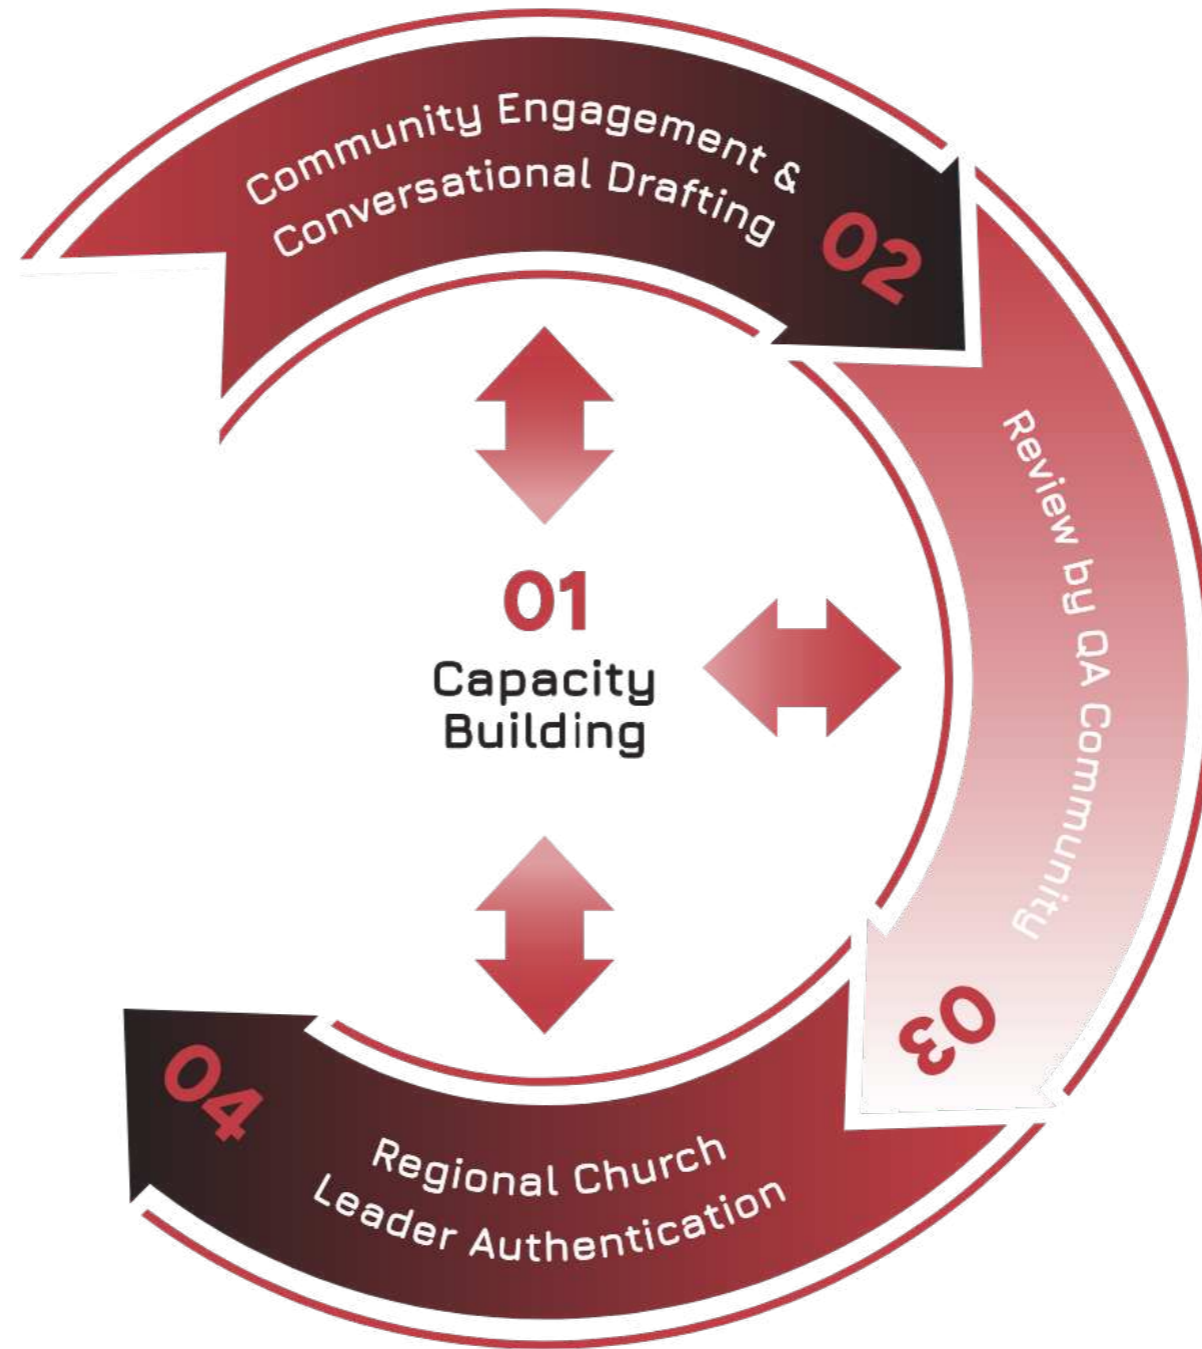 Community Engagement &
Conversational Drafting
02
01
Capacity
Building
Review by QA Community
03
04
Regional Church
Leader Authentication